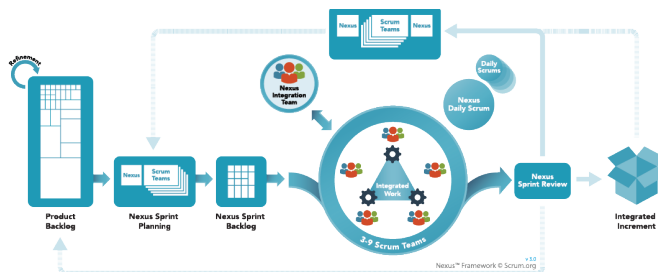 Nexus
Scrum
Teams
Nexus
Refinement
Daily
Scrums
Nexus
Integration
Team
Nexus
Daily Scrum
Nexus
Scrum
Teams
Integrated
Work
Nexus
Sprint Review
Product
Backlog
Nexus Sprint
Planning
Nexus Sprint
Backlog
3-9 Scrum Teams
Integrated
Increment
v 3.0
Nexus™ Framework © Scrum.org